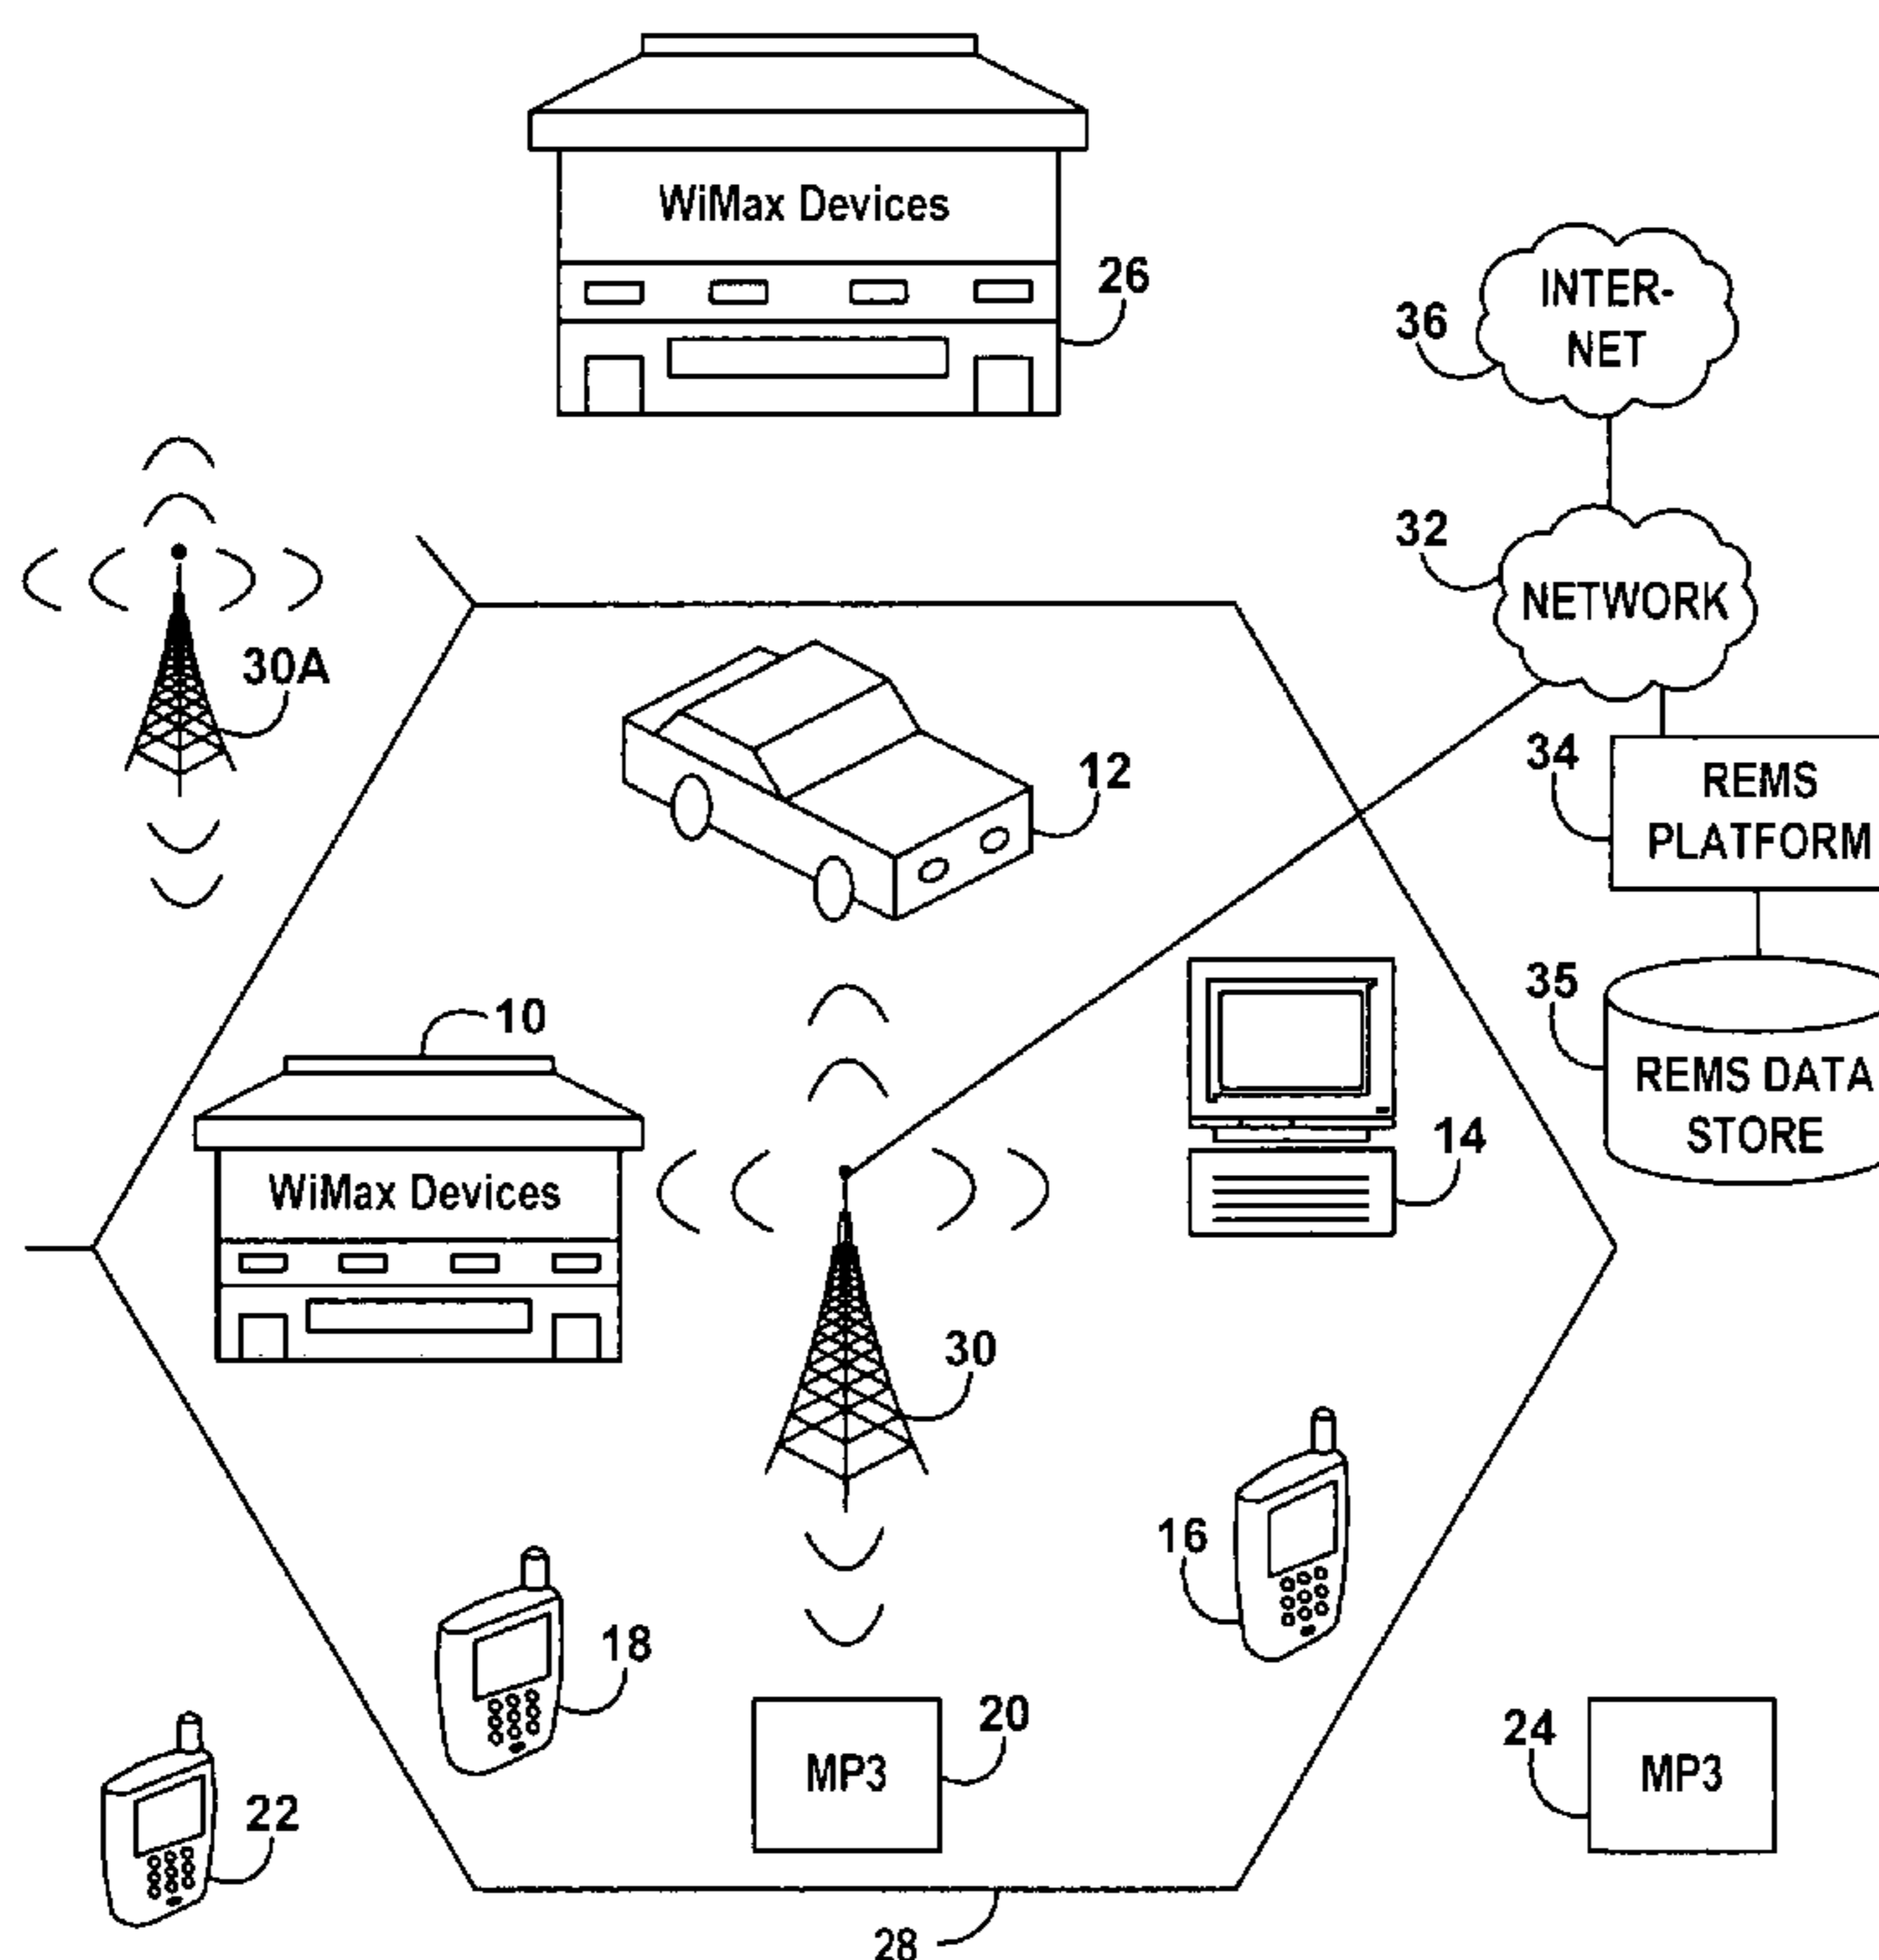 WiMax Devices
26
INTER-
NET
36
32
NETWORK
30A
12
34
REMS
PLATFORM
10
35
REMS DATA
STORE
WiMax Devices
14
30
16
18
20
MP3
24
MP3
22
28